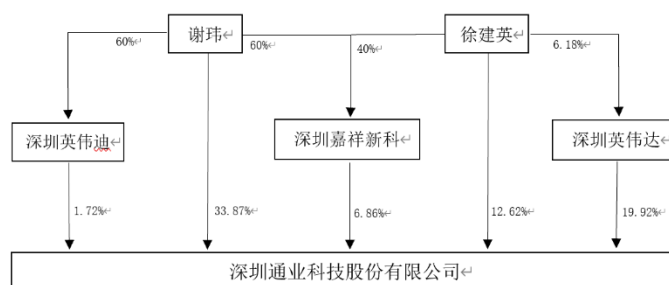 谢玮
徐建英
60%
60%
40%
6.18%
深圳英伟迪
深圳嘉祥新科
深圳英伟达
1.72%
33.87%
6.86%
12.62%
19.92%
深圳通业科技股份有限公司